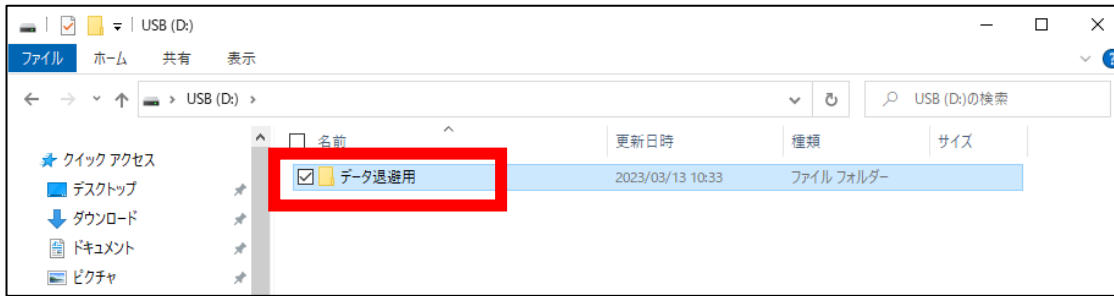 USB (D:)
ファイル ホーム 共有 表示
USB (D:) USB (D:)の検索
名前 更新日時 種類 サイズ
クイック アクセス
データ退避用 2023/03/13 10:33 ファイル フォルダー
デスクトップ
ダウンロード
ドキュメント
ピクチャ